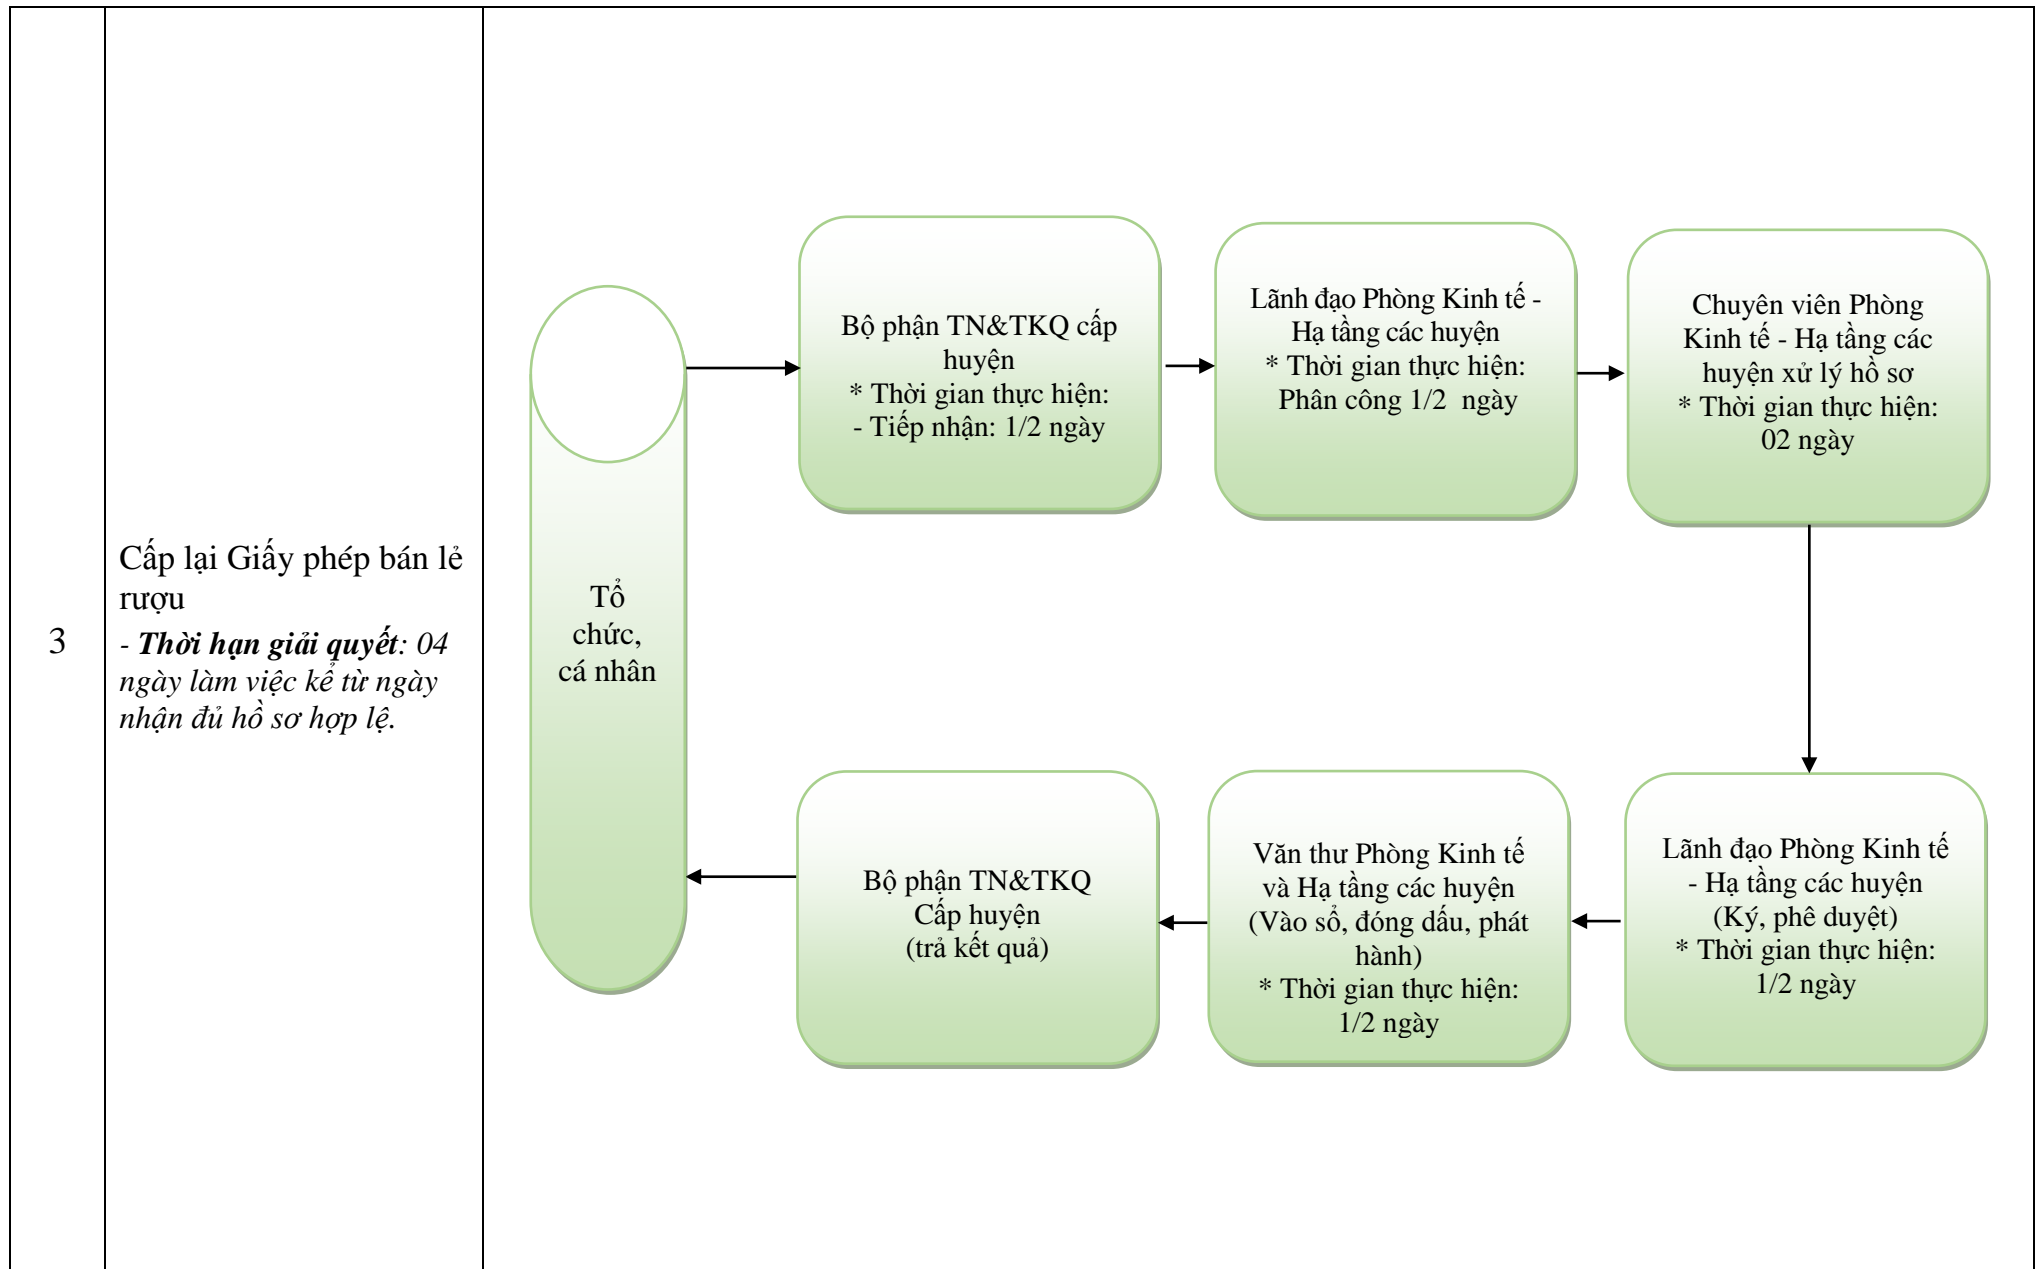 3
Cấp lại Giấy phép bán lẻ
rượu
- Thời hạn giải quyết: 04
ngày làm việc kể từ ngày
nhận đủ hồ sơ hợp lệ.
Tổ
chức,
cá nhân
Bộ phận TN&TKQ cấp
huyện
* Thời gian thực hiện:
- Tiếp nhận: 1/2 ngày
Lãnh đạo Phòng Kinh tế -
Hạ tầng các huyện
* Thời gian thực hiện:
Phân công 1/2 ngày
Chuyên viên Phòng
Kinh tế - Hạ tầng các
huyện xử lý hồ sơ
* Thời gian thực hiện:
02 ngày
Lãnh đạo Phòng Kinh tế
- Hạ tầng các huyện
(Ký, phê duyệt)
* Thời gian thực hiện:
1/2 ngày
Văn thư Phòng Kinh tế
và Hạ tầng các huyện
(Vào sổ, đóng dấu, phát
hành)
* Thời gian thực hiện:
1/2 ngày
Bộ phận TN&TKQ
Cấp huyện
(trả kết quả)